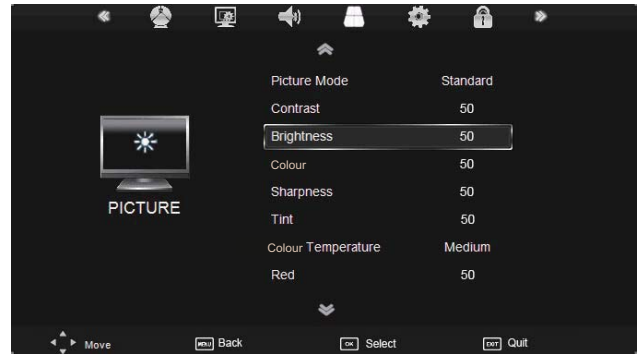 Picture Mode Standard
Contrast 50
Brightness 50
Colour 50
Sharpness 50
PICTURE
Tint 50
Colour Temperature Medium
Red 50
Move MENU Back OK Select EXIT Quit